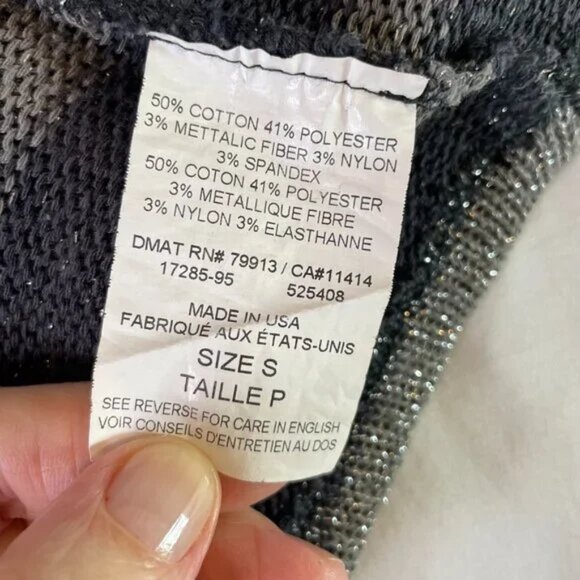 50% COTTON 41% POLYESTER
3% METTALIC FIBER 3% NYLON
3% SPANDEX
50% COTON 41% POLYESTER
3% METALLIQUE FIBRE
3% NYLON 3% ELASTHANNE
DMAT RN# 79913 / CA#11414
17285-95 525408
MADE IN USA
FABRIQUÉ AUX ÉTATS-UNIS
SIZE S
TAILLE P
SEE REVERSE FOR CARE IN ENGLISH
VOIR CONSEILS D'ENTRETIEN AU DOS